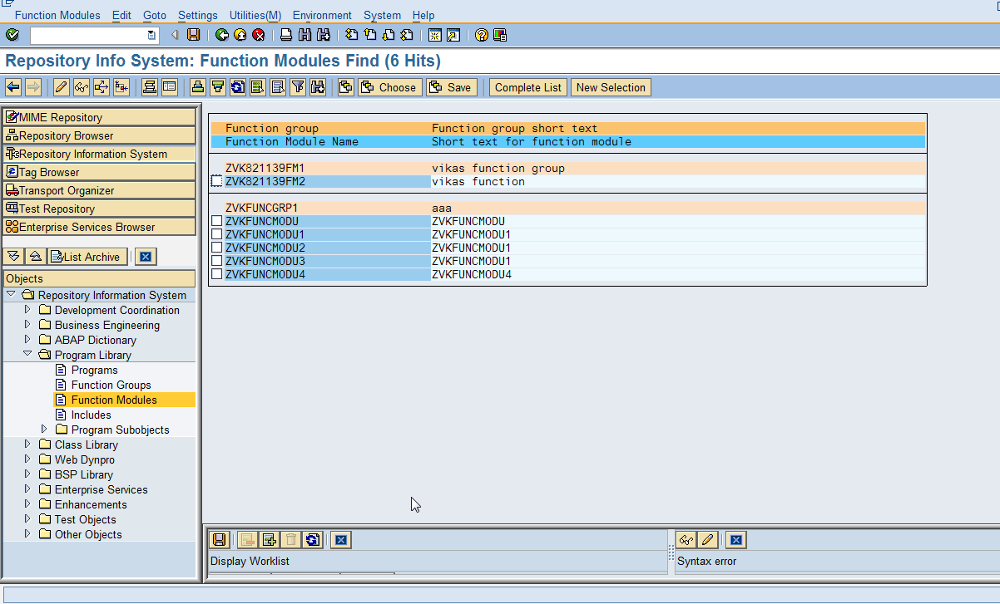 Function Modules Edit Goto Settings Utilities(M) Environment System Help
Repository Info System: Function Modules Find (6 Hits)
Choose Save Complete List New Selection
MIME Repository
Repository Browser
Repository Information System
Tag Browser
Transport Organizer
Test Repository
Enterprise Services Browser
List Archive
Objects
Repository Information System
Development Coordination
Business Engineering
ABAP Dictionary
Program Library
Programs
Function Groups
Function Modules
Includes
Program Subobjects
Class Library
Web Dynpro
BSP Library
Enterprise Services
Enhancements
Test Objects
Other Objects
Function group Function group short text
Function Module Name Short text for function module
ZVK821139FM1 vikas function group
ZVK821139FM2 vikas function
ZVKFUNCGRP1 aaa
ZVKFUNCMODU ZVKFUNCMODU
ZVKFUNCMODU1 ZVKFUNCMODU1
ZVKFUNCMODU2 ZVKFUNCMODU1
ZVKFUNCMODU3 ZVKFUNCMODU1
ZVKFUNCMODU4 ZVKFUNCMODU4
Display Worklist
Syntax error